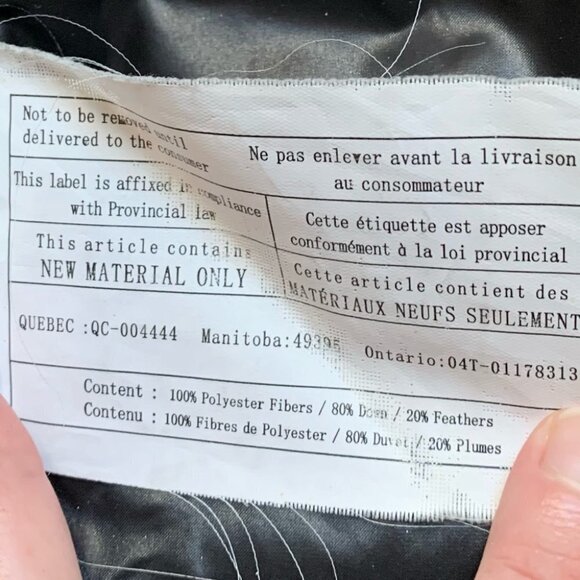 Not to be removed until
delivered to the consumer
Ne pas enlever avant la livraison
au consommateur
This label is affixed in compliance
with Provincial law
Cette étiquette est apposer
conformément à la loi provincial
This article contains
NEW MATERIAL ONLY
Cette article contient des
MATÉRIAUX NEUFS SEULEMENT
QUEBEC :QC-004444 Manitoba:49395 Ontario:04T-01178313
Content : 100% Polyester Fibers / 80% Down / 20% Feathers
Contenu : 100% Fibres de Polyester / 80% Duvet / 20% Plumes